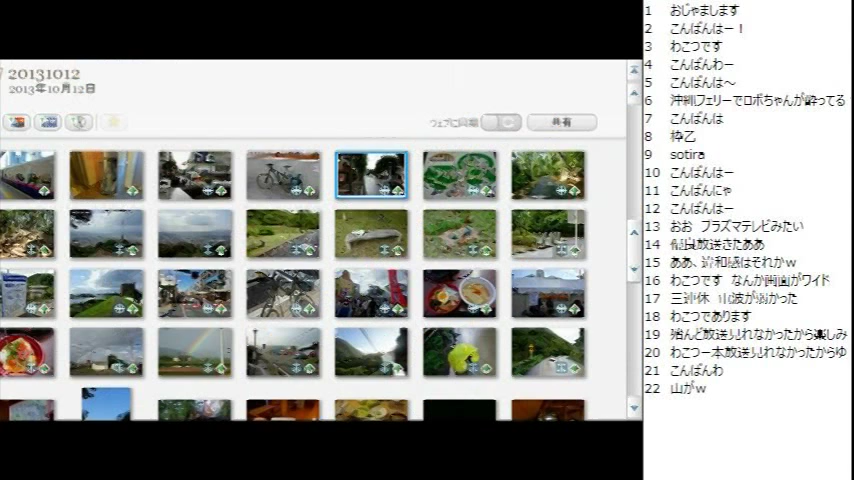 20131012
2013年10月12日
共有
1 おじゃまします
2 こんばんはー！
3 わこつです
4 こんばんわー
5 こんばんは～
6 沖縄フェリーでロボちゃんが酔ってる
7 こんばんは
8 枠乙
9 sotira
10 こんばんはー
11 こんばんにゃ
12 こんばんはー
13 おお プラズマテレビみたい
14 放送きたああ
15 ああ、違和感はそれかｗ
16 わこつです なんか画面がワイド
17 三連休 電波が弱かった
18 わこつであります
19 殆んど放送見れなかったから楽しみ
20 わこつー本放送見れなかったからゆ
21 こんばんわ
22 山がｗ